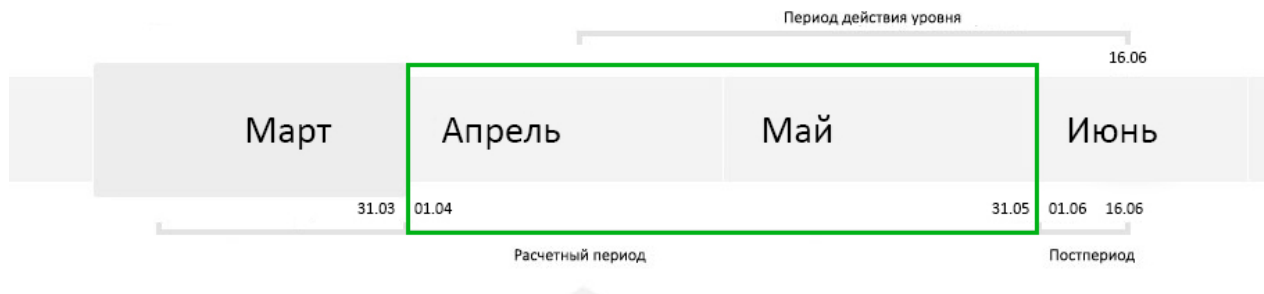 Период действия уровня
16.06
Март Апрель Май Июнь
31.03 01.04 31.05 01.06 16.06
Расчетный период Постпериод